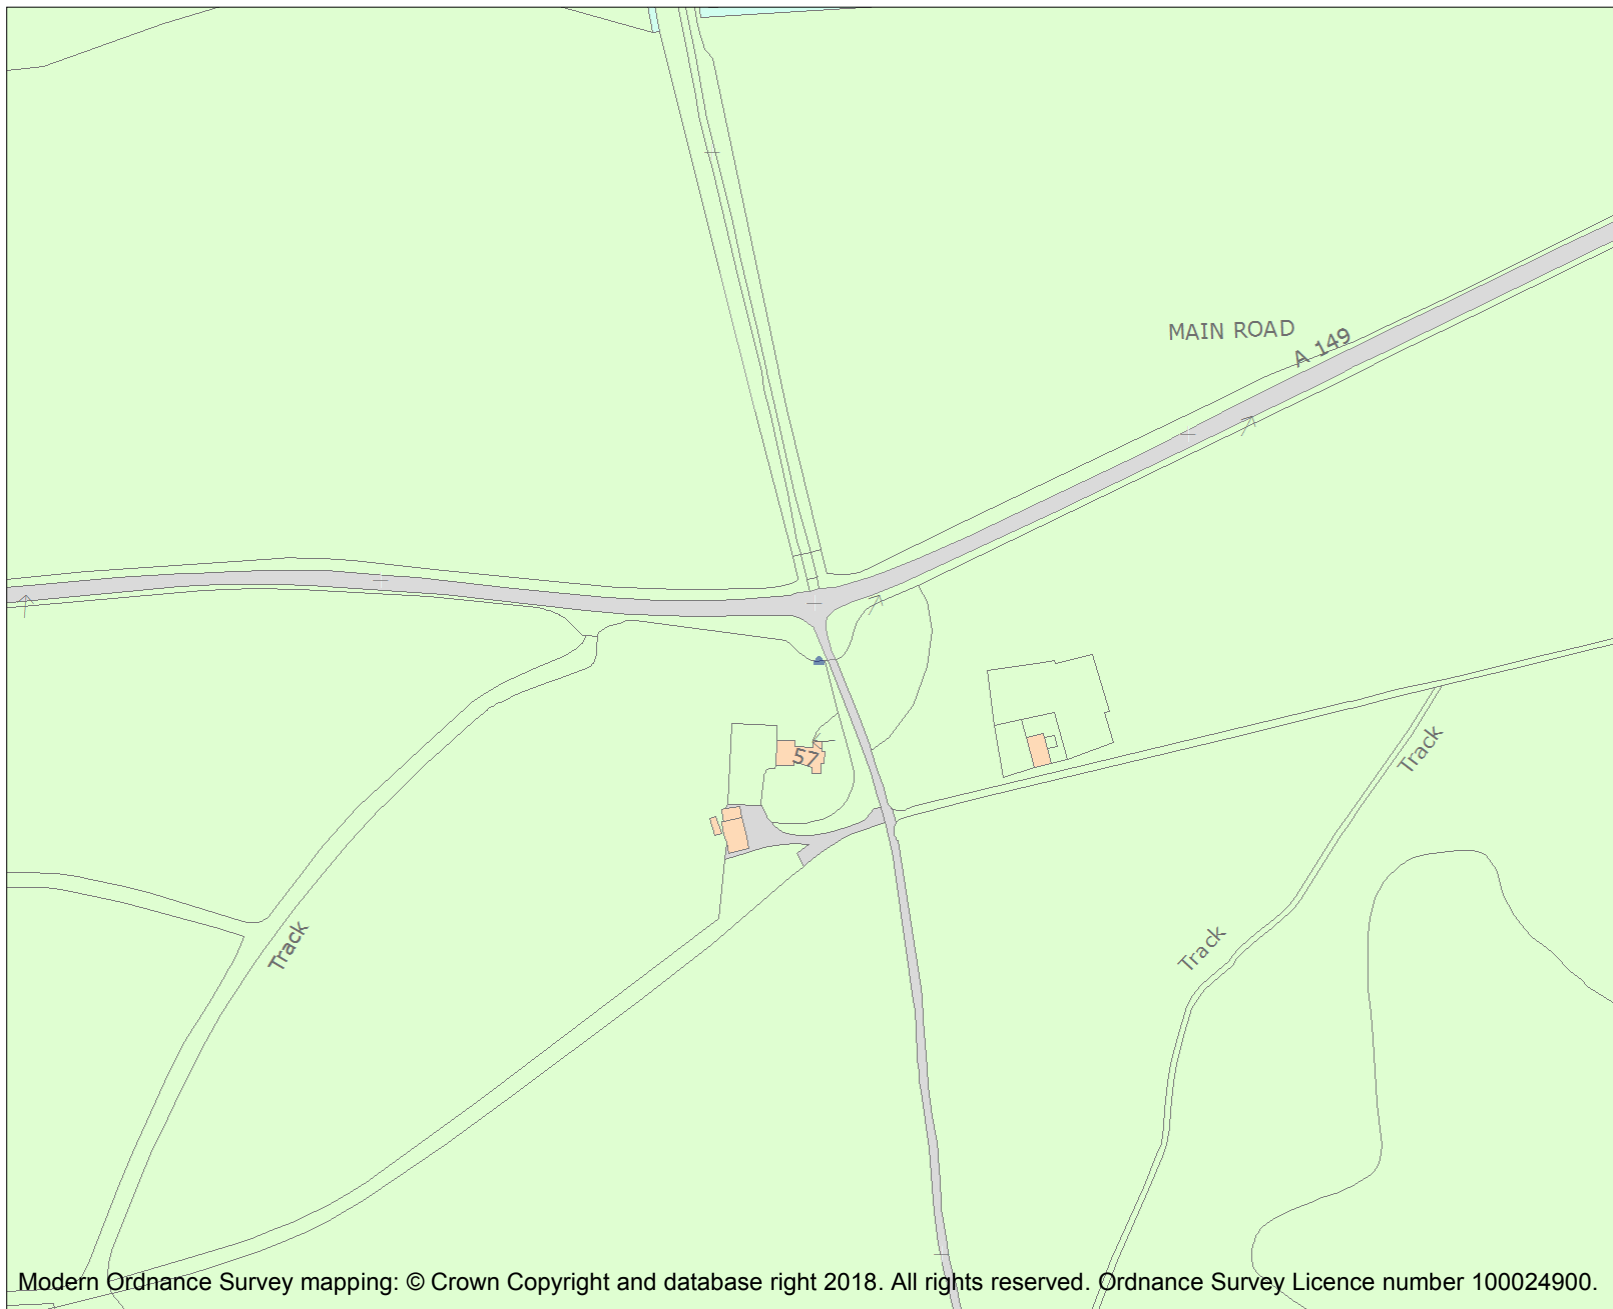 MAIN ROAD
A 149
57
Track
Track
Track
Modern Ordnance Survey mapping: © Crown Copyright and database right 2018. All rights reserved. Ordnance Survey Licence number 100024900.